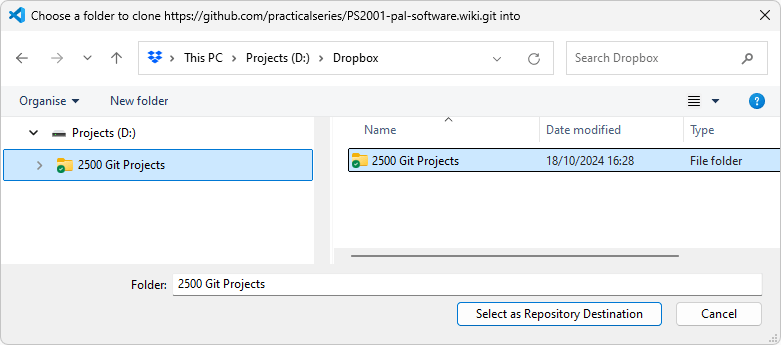 Choose a folder to clone https://github.com/practicalseries/PS2001-pal-software.wiki.git into
This PC > Projects (D:) > Dropbox
Search Dropbox
Organise
New folder
?
Projects (D:)
2500 Git Projects
Name Date modified Type
2500 Git Projects 18/10/2024 16:28 File folder
Folder: 2500 Git Projects
Select as Repository Destination
Cancel